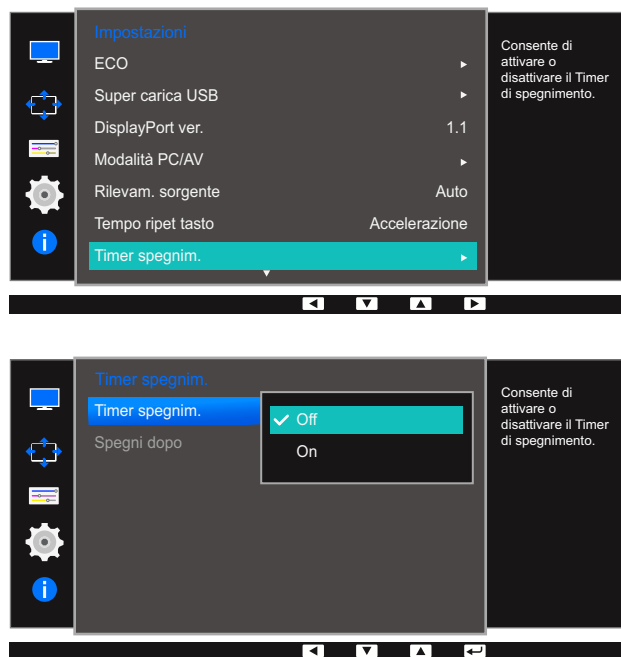 Impostazioni
ECO
Super carica USB
DisplayPort ver. 1.1
Modalità PC/AV
Rilevam. sorgente Auto
Tempo ripet tasto Accelerazione
Timer spegnim.
Consente di
attivare o
disattivare il Timer
di spegnimento.
Timer spegnim.
Timer spegnim.
Off
Spegni dopo
On
Consente di
attivare o
disattivare il Timer
di spegnimento.